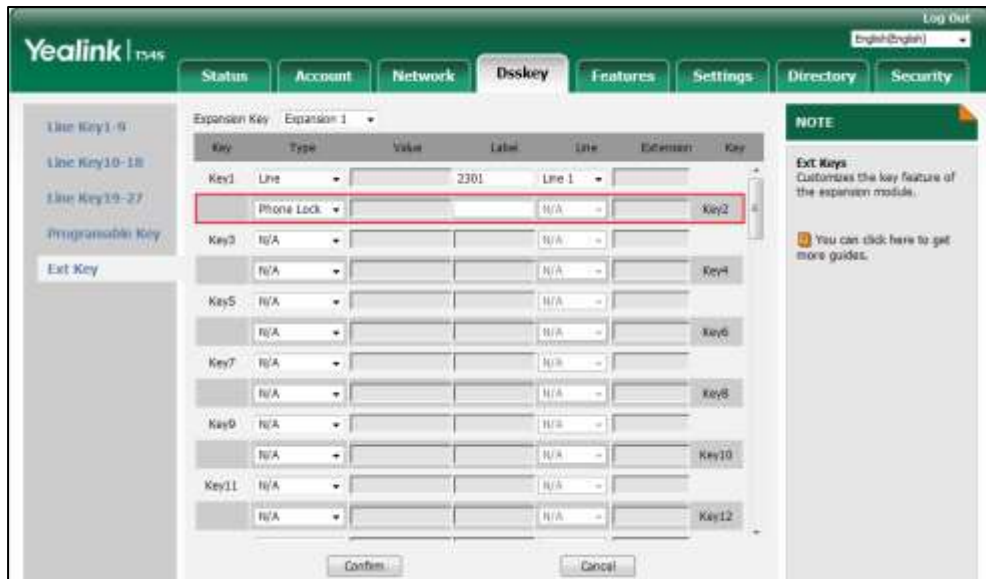 Log Out
English(English)
Yealink T54S
Status Account Network Dsskey Features Settings Directory Security
Line Key1-9
Line Key10-18
Line Key19-27
Programable Key
Ext Key
Expansion Key Expansion 1
Key Type Value Label Line Extension Key
Key1 Line 2301 Line 1
Phone Lock N/A Key2
Key3 N/A N/A
N/A N/A Key4
Key5 N/A N/A
N/A N/A Key6
Key7 N/A N/A
N/A N/A Key8
Key9 N/A N/A
N/A N/A Key10
Key11 N/A N/A
N/A N/A Key12
Confirm Cancel
NOTE
Ext Keys
Customizes the key feature of
the expansion module.
You can click here to get
more guides.